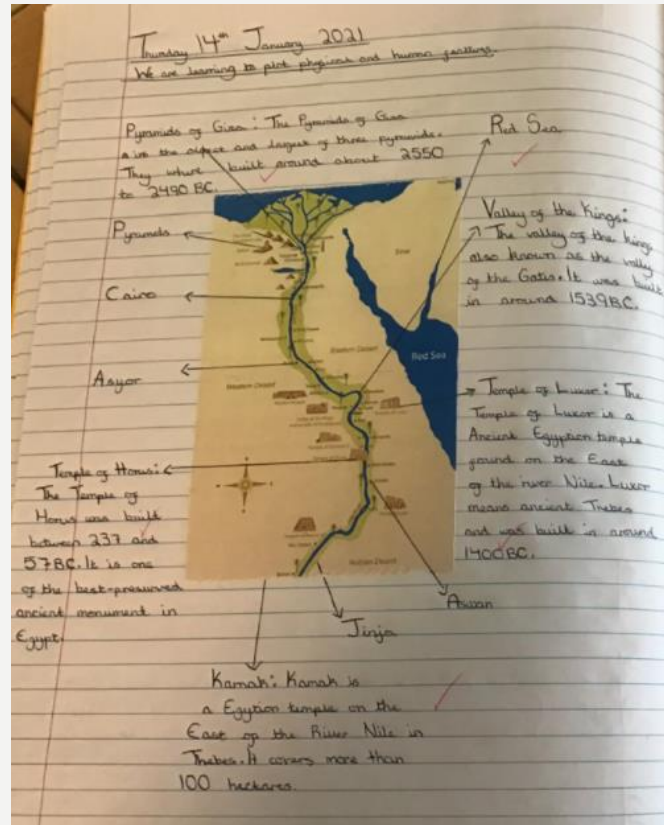 Thursday 14th January 2021
We are learning to plot physical and human features.
Pyramids of Giza: The Pyramids of Giza
is the oldest and largest of three pyramids.
They where built around about 2550
to 2490 BC.
Red Sea
Pyramids
Cairo
Asyor
Valley of the Kings:
The valley of the kings
also known as the valley
of the Gates. It was built
in around 1539BC.
Sinai
Red Sea
Eastern Desert
Western Desert
Nubian Desert
Temple of Luxor: The
Temple of Luxor is a
Ancient Egyption temple
found on the East
of the river Nile. Luxor
means ancient Thebes
and was built in around
1400BC.
Temple of Horus:
The Temple of
Horus was built
between 237 and
57BC. It is one
of the best-preserved
ancient monument in
Egypt.
Aswan
Jinja
Karnak: Karnak is
a Egytion temple on the
East of the River Nile in
Thebes. It covers more than
100 hectares.